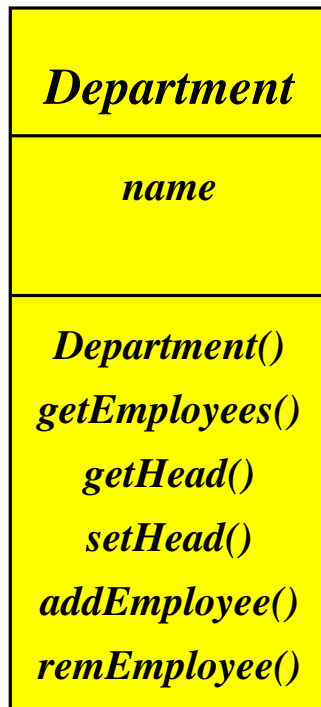 Department
name
Department()
getEmployees()
getHead()
setHead()
addEmployee()
remEmployee()